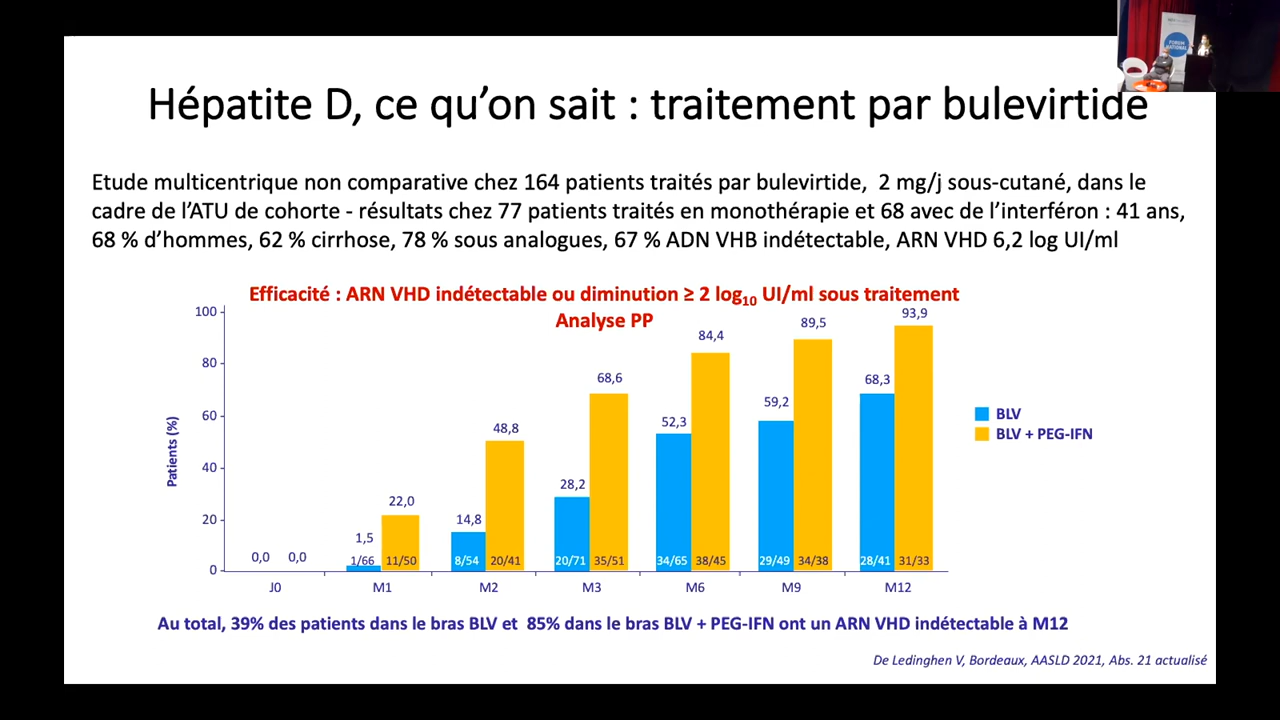 Hépatite D, ce qu’on sait : traitement par bulevirtide
Etude multicentrique non comparative chez 164 patients traités par bulevirtide, 2 mg/j sous-cutané, dans le
cadre de l’ATU de cohorte - résultats chez 77 patients traités en monothérapie et 68 avec de l’interféron : 41 ans,
68 % d’hommes, 62 % cirrhose, 78 % sous analogues, 67 % ADN VHB indétectable, ARN VHD 6,2 log UI/ml
Efficacité : ARN VHD indétectable ou diminution ≥ 2 log10 UI/ml sous traitement
Analyse PP
Patients (%)
100
80
60
40
20
0
0,0 0,0
1,5 22,0
14,8 48,8
28,2 68,6
52,3 84,4
59,2 89,5
68,3 93,9
1/66 11/50 8/54 20/41 20/71 35/51 34/65 38/45 29/49 34/38 28/41 31/33
J0 M1 M2 M3 M6 M9 M12
BLV
BLV + PEG-IFN
Au total, 39% des patients dans le bras BLV et 85% dans le bras BLV + PEG-IFN ont un ARN VHD indétectable à M12
De Ledinghen V, Bordeaux, AASLD 2021, Abs. 21 actualisé
FORUM
NATIONAL